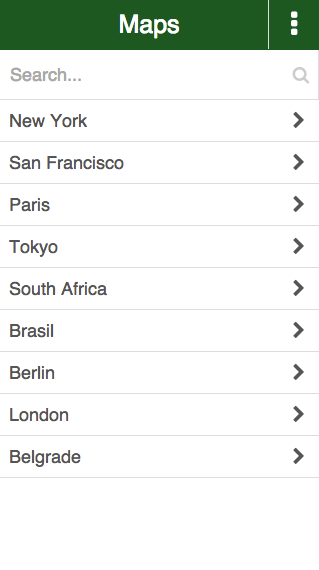 Maps
Search...
New York
San Francisco
Paris
Tokyo
South Africa
Brasil
Berlin
London
Belgrade